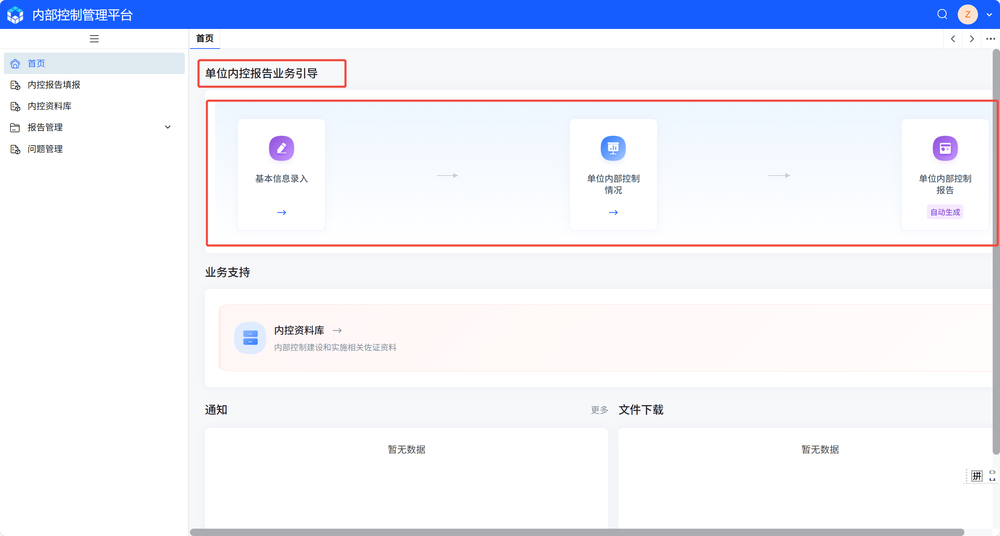 内部控制管理平台
Z
首页
首页
内控报告填报
内控资料库
报告管理
问题管理
单位内控报告业务引导
基本信息录入
单位内部控制
情况
单位内部控制
报告
自动生成
业务支持
内控资料库
内部控制建设和实施相关佐证资料
通知
更多
文件下载
暂无数据
暂无数据
拼